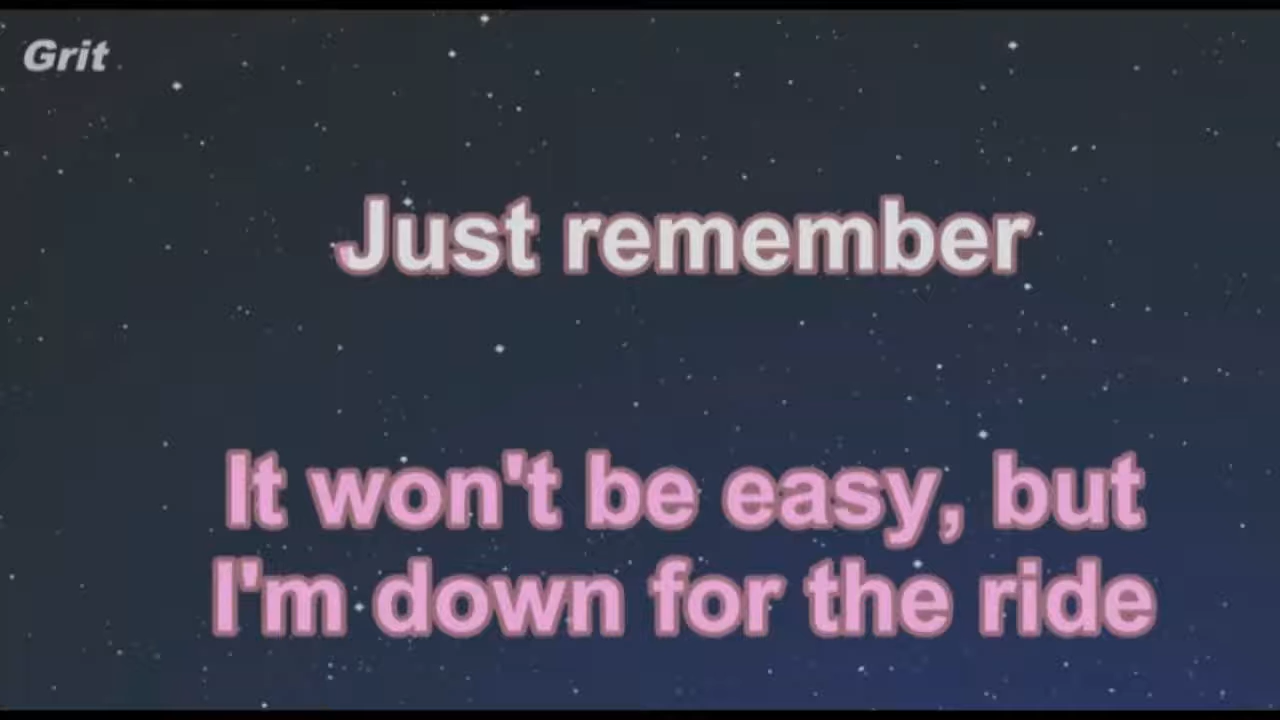 Grit
Just remember
It won't be easy, but
I'm down for the ride